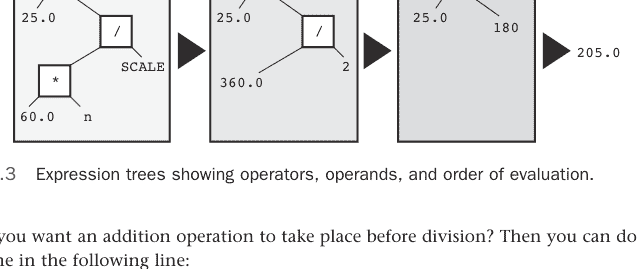 25.0
/
SCALE
*
60.0 n
25.0
/
2
360.0
25.0
180
205.0
.3 Expression trees showing operators, operands, and order of evaluation.
you want an addition operation to take place before division? Then you can do
ne in the following line: